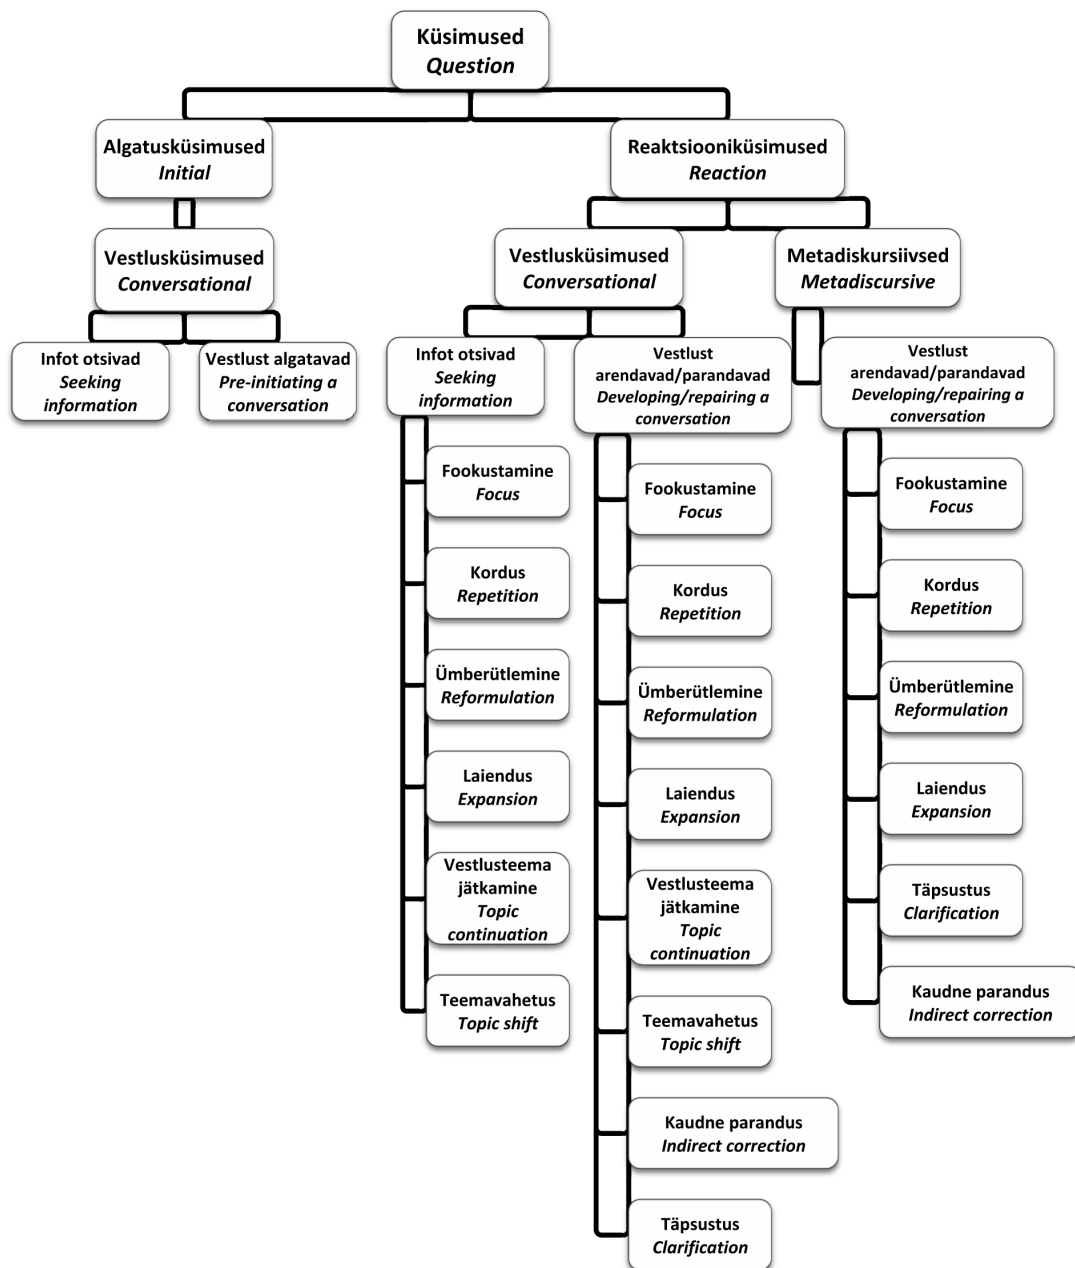 Küsimused
Question
Algatusküsimused
Initial
Reaktsiooniküsimused
Reaction
Vestlusküsimused
Conversational
Vestlusküsimused
Conversational
Metadiskursiivsed
Metadiscursive
Infot otsivad
Seeking
information
Vestlust algatavad
Pre-initiating a
conversation
Infot otsivad
Seeking
information
Vestlust
arendavad/parandavad
Developing/repairing a
conversation
Vestlust
arendavad/parandavad
Developing/repairing a
conversation
Fookustamine
Focus
Kordus
Repetition
Ümberütlemine
Reformulation
Laiendus
Expansion
Vestlusteema
jätkamine
Topic
continuation
Teemavahetus
Topic shift
Fookustamine
Focus
Kordus
Repetition
Ümberütlemine
Reformulation
Laiendus
Expansion
Vestlusteema
jätkamine
Topic
continuation
Teemavahetus
Topic shift
Kaudne parandus
Indirect correction
Täpsustus
Clarification
Fookustamine
Focus
Kordus
Repetition
Ümberütlemine
Reformulation
Laiendus
Expansion
Täpsustus
Clarification
Kaudne parandus
Indirect correction